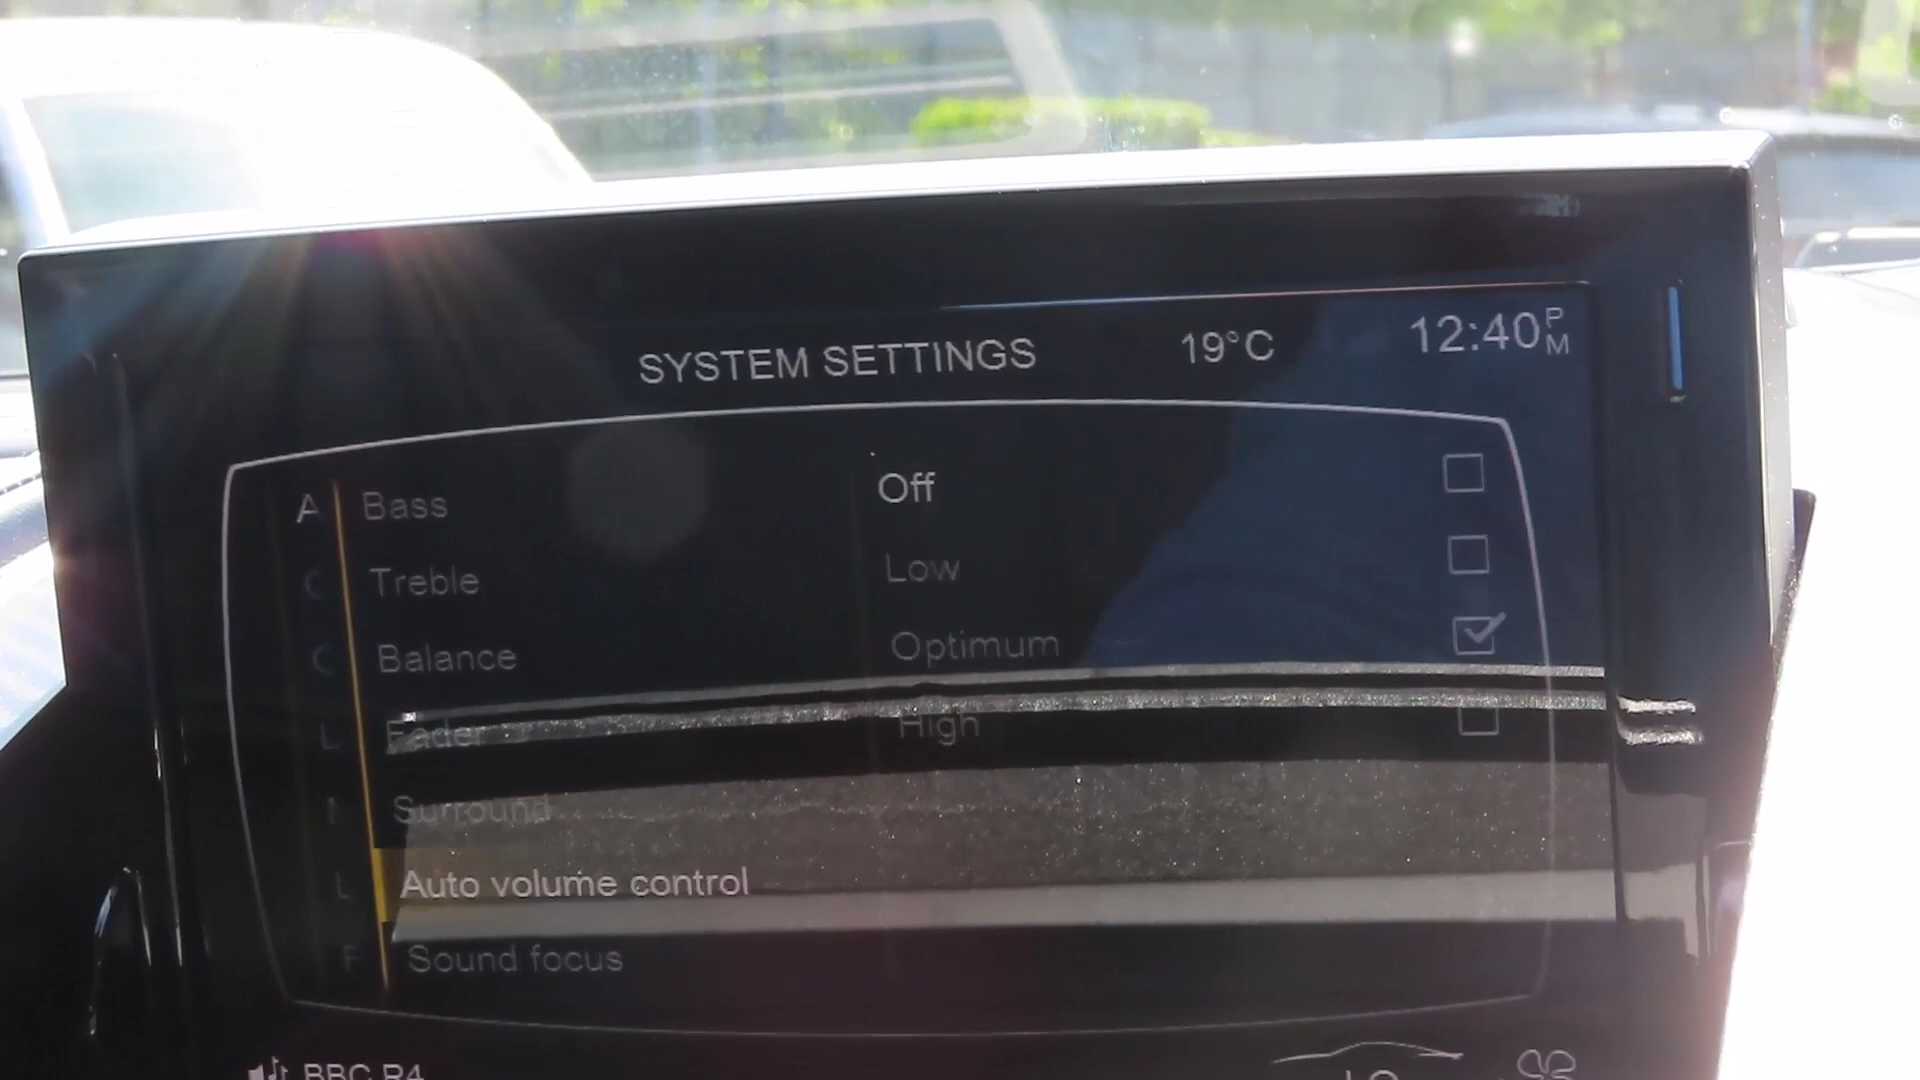 SYSTEM SETTINGS 19°C 12:40 PM
A Bass Off
C Treble Low
C Balance Optimum
L Fader High
Surround
L Auto volume control
F Sound focus
BBC R4